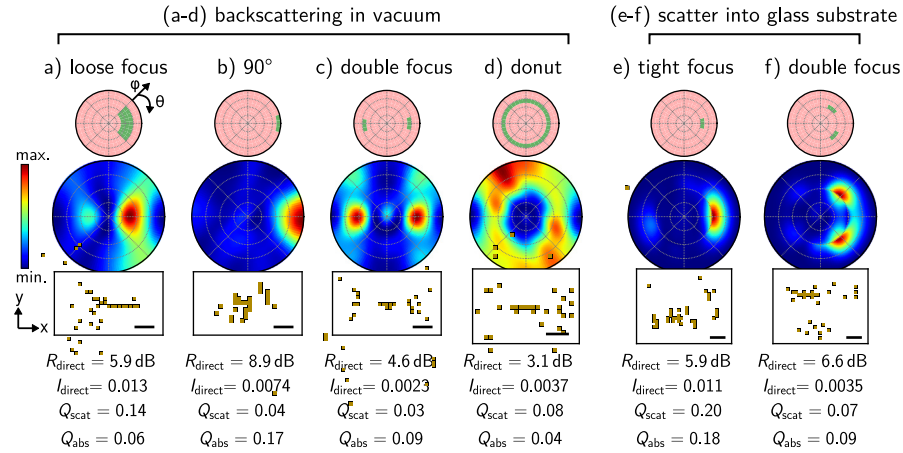 (a-d) backscattering in vacuum
(e-f) scatter into glass substrate
a) loose focus
b) 90°
c) double focus
d) donut
e) tight focus
f) double focus
φ
θ
max.
min.
y
x
R_direct = 5.9 dB
I_direct = 0.013
Q_scat = 0.14
Q_abs = 0.06
R_direct = 8.9 dB
I_direct = 0.0074
Q_scat = 0.04
Q_abs = 0.17
R_direct = 4.6 dB
I_direct = 0.0023
Q_scat = 0.03
Q_abs = 0.09
R_direct = 3.1 dB
I_direct = 0.0037
Q_scat = 0.08
Q_abs = 0.04
R_direct = 5.9 dB
I_direct = 0.011
Q_scat = 0.20
Q_abs = 0.18
R_direct = 6.6 dB
I_direct = 0.0035
Q_scat = 0.07
Q_abs = 0.09